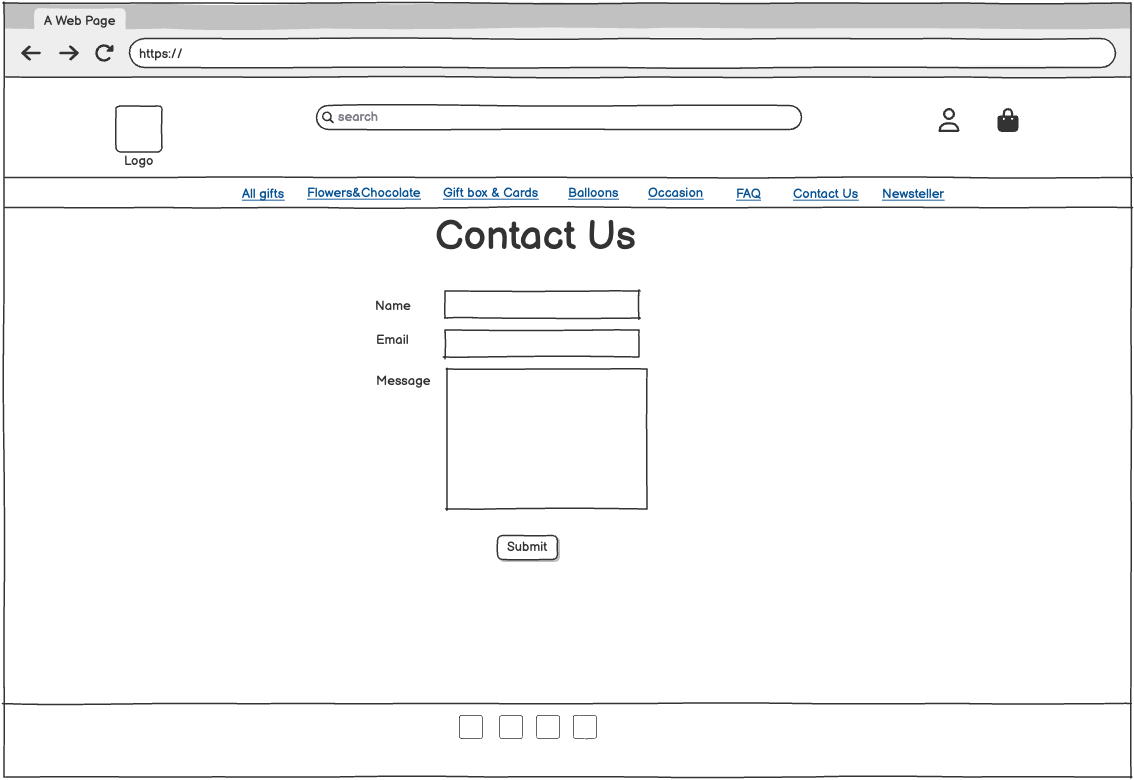 A Web Page
https://
search
Logo
All gifts Flowers&Chocolate Gift box & Cards Balloons Occasion FAQ Contact Us Newsteller
Contact Us
Name
Email
Message
Submit